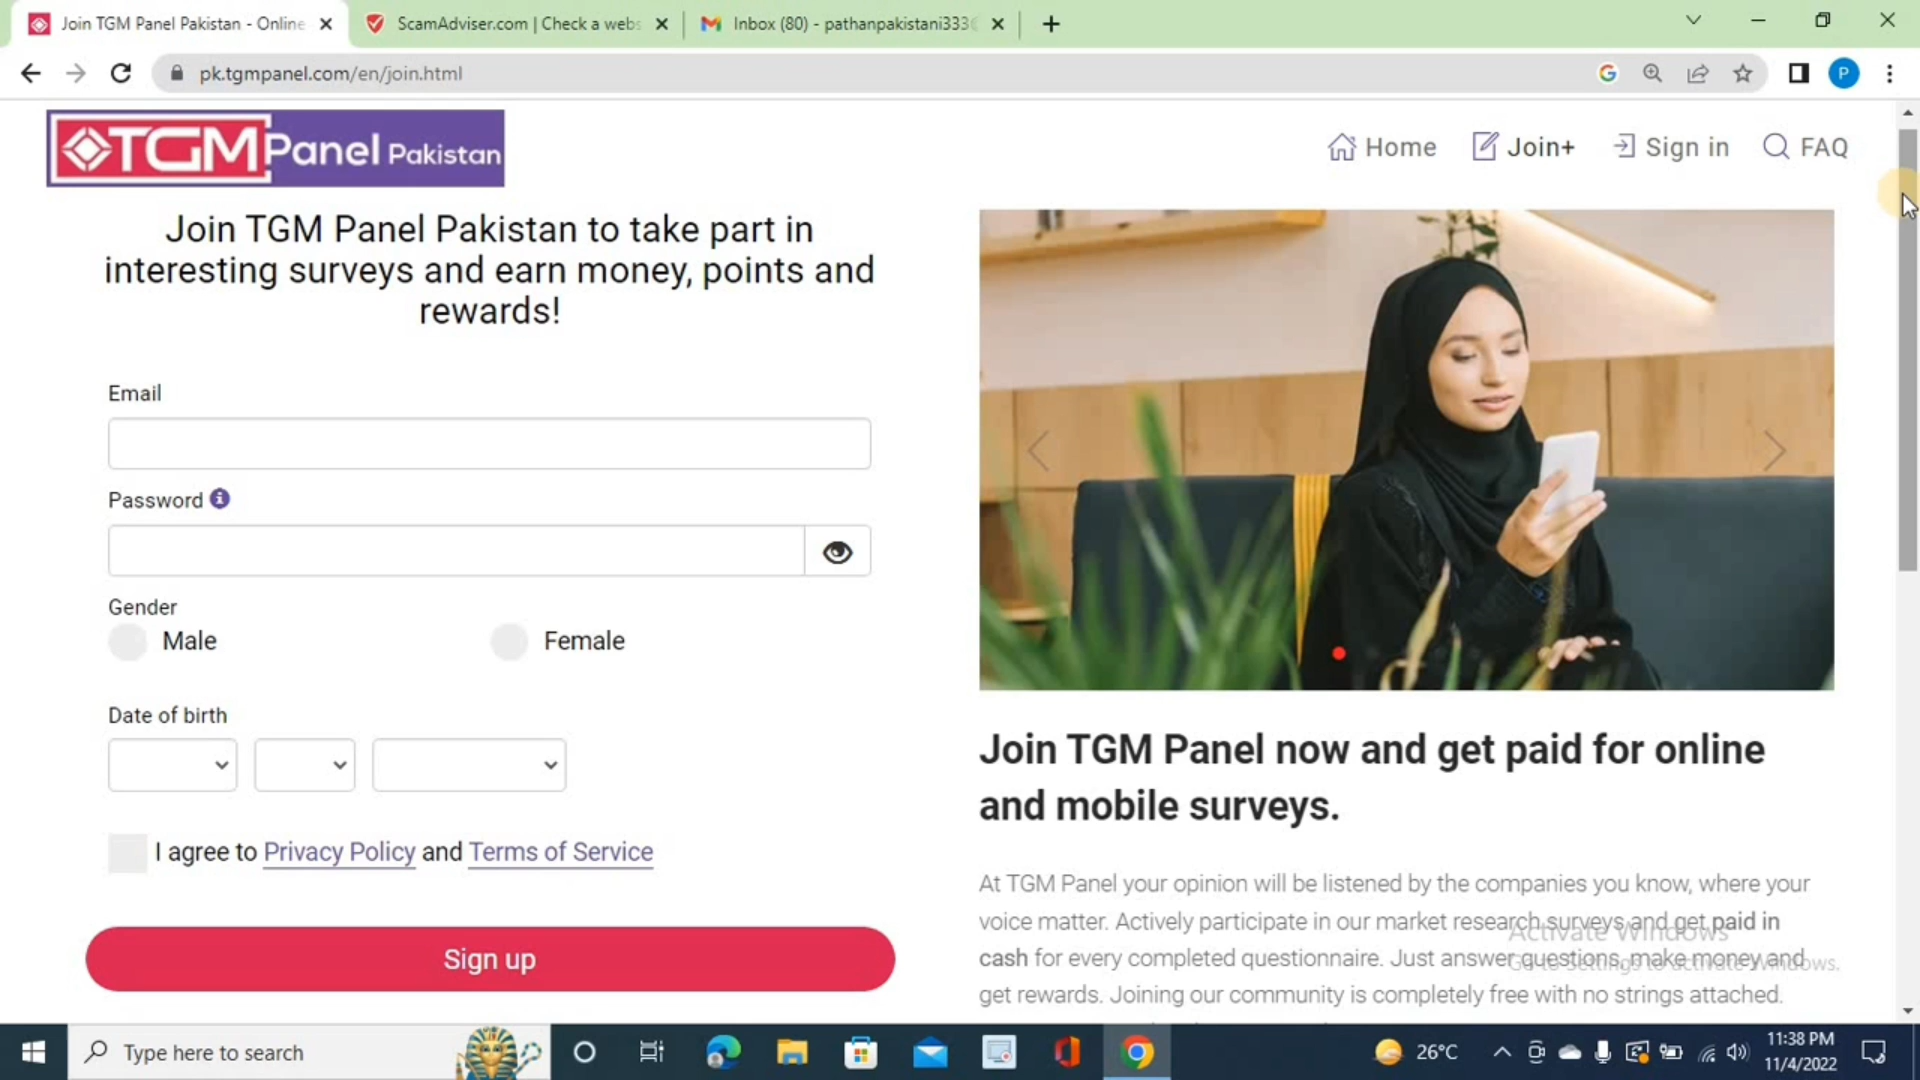 Join TGM Panel Pakistan - Online
ScamAdviser.com | Check a webs
Inbox (80) - pathanpakistani333
pk.tgmpanel.com/en/join.html
P
TGM Panel Pakistan
Home
Join+
Sign in
FAQ
Join TGM Panel Pakistan to take part in
interesting surveys and earn money, points and
rewards!
Email
Password
Gender
Male
Female
Date of birth
I agree to Privacy Policy and Terms of Service
Sign up
Join TGM Panel now and get paid for online
and mobile surveys.
At TGM Panel your opinion will be listened by the companies you know, where your
voice matter. Actively participate in our market research surveys and get paid in
cash for every completed questionnaire. Just answer questions, make money and
get rewards. Joining our community is completely free with no strings attached.
Activate Windows
Go to Settings to activate Windows.
Type here to search
26°C
11:38 PM
11/4/2022